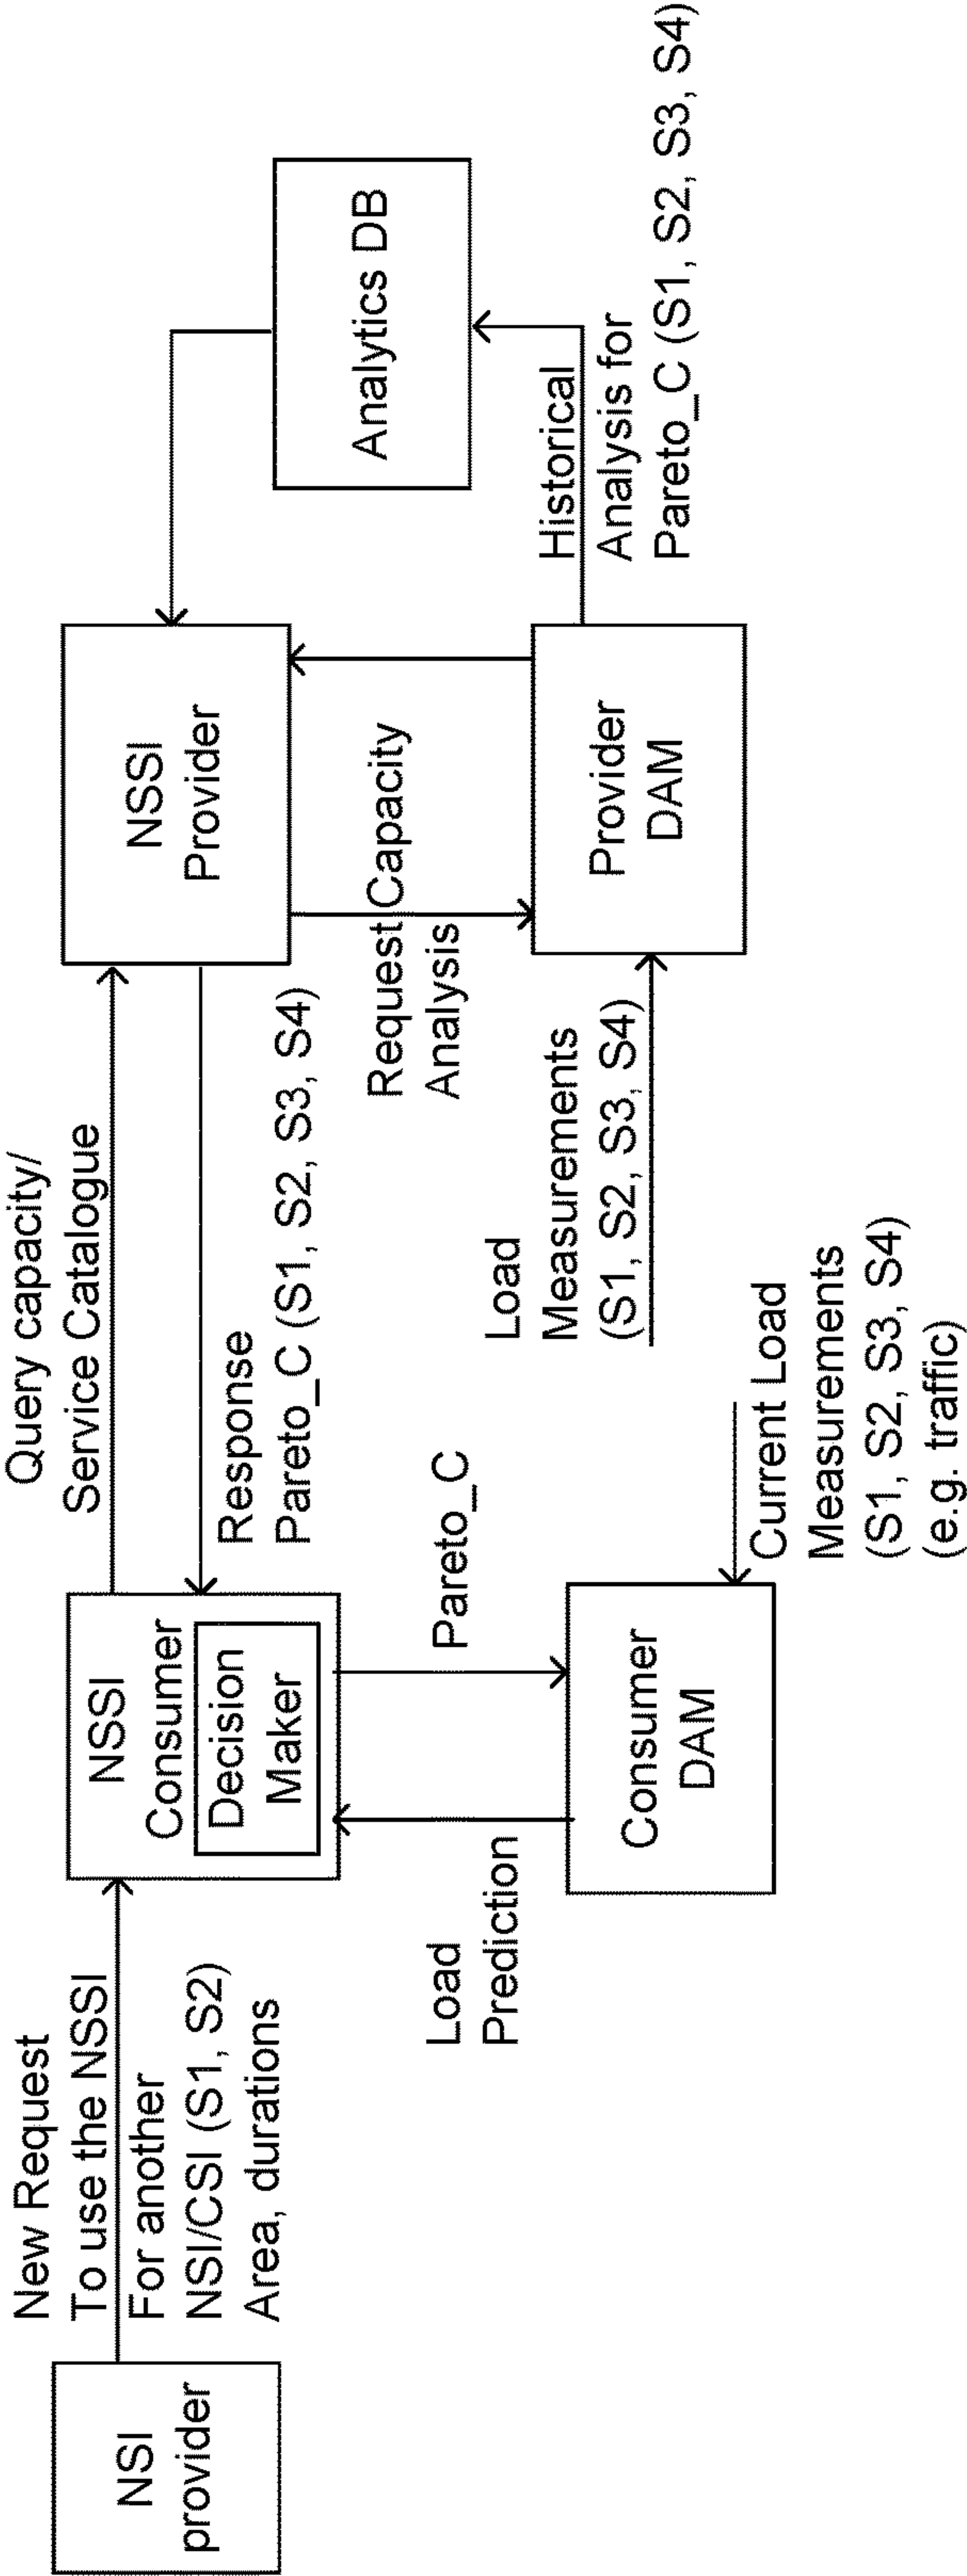 NSI
provider
New Request
To use the NSSI
For another
NSI/CSI (S1, S2)
Area, durations
NSSI
Consumer
Decision
Maker
Query capacity/
Service Catalogue
Response
Pareto_C (S1, S2, S3, S4)
NSSI
Provider
Load
Prediction
Pareto_C
Consumer
DAM
Current Load
Measurements
(S1, S2, S3, S4)
(e.g. traffic)
Load
Measurements
(S1, S2, S3, S4)
Request Capacity
Analysis
Provider
DAM
Historical
Analysis for
Pareto_C (S1, S2, S3, S4)
Analytics DB